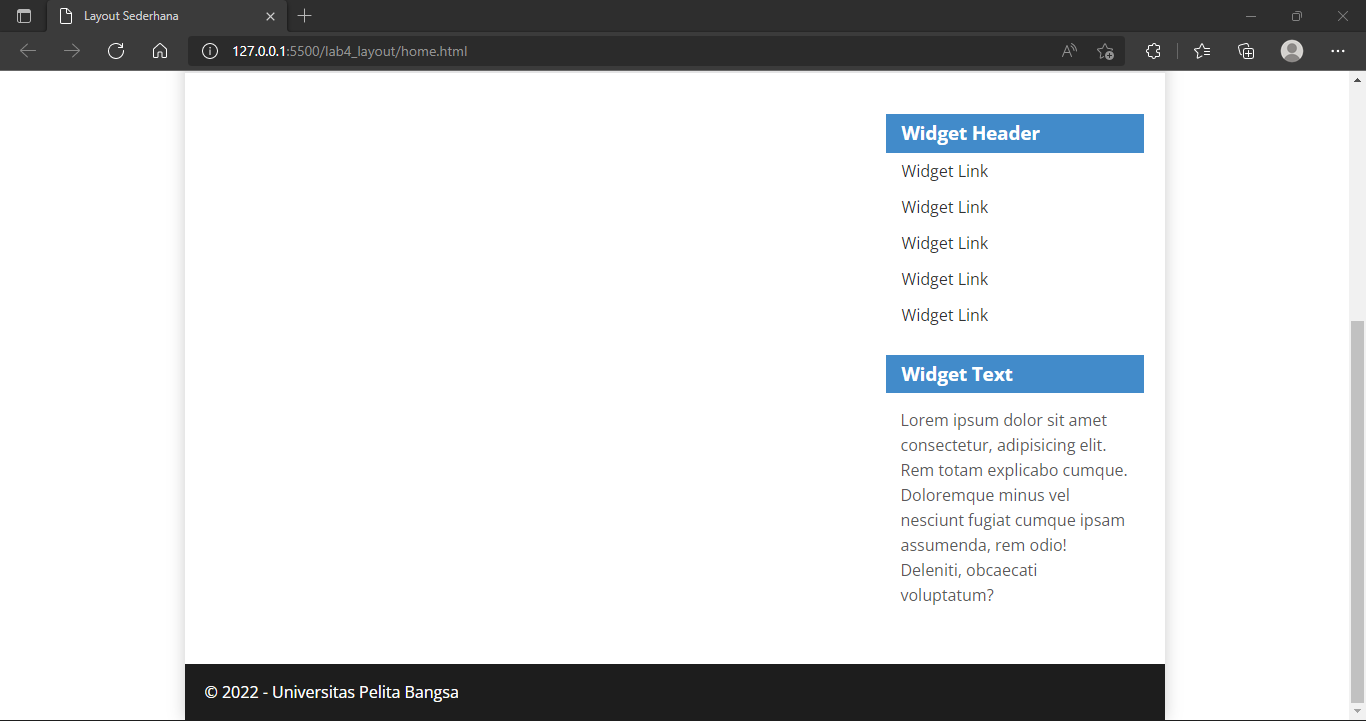 Layout Sederhana
127.0.0.1:5500/lab4_layout/home.html
Widget Header
Widget Link
Widget Link
Widget Link
Widget Link
Widget Link
Widget Text
Lorem ipsum dolor sit amet
consectetur, adipisicing elit.
Rem totam explicabo cumque.
Doloremque minus vel
nesciunt fugiat cumque ipsam
assumenda, rem odio!
Deleniti, obcaecati
voluptatum?
© 2022 - Universitas Pelita Bangsa